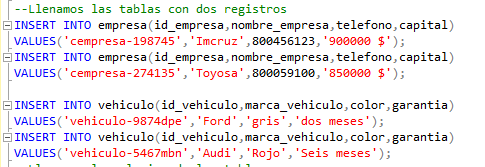 --Llenamos las tablas con dos registros
INSERT INTO empresa(id_empresa,nombre_empresa,telefono,capital)
VALUES('cempresa-198745','Imcruz',800456123,'900000 $');
INSERT INTO empresa(id_empresa,nombre_empresa,telefono,capital)
VALUES('cempresa-274135','Toyosa',800059100,'850000 $');
INSERT INTO vehiculo(id_vehiculo,marca_vehiculo,color,garantia)
VALUES('vehiculo-9874dpe','Ford','gris','dos meses');
INSERT INTO vehiculo(id_vehiculo,marca_vehiculo,color,garantia)
VALUES('vehiculo-5467mbn','Audi','Rojo','Seis meses');